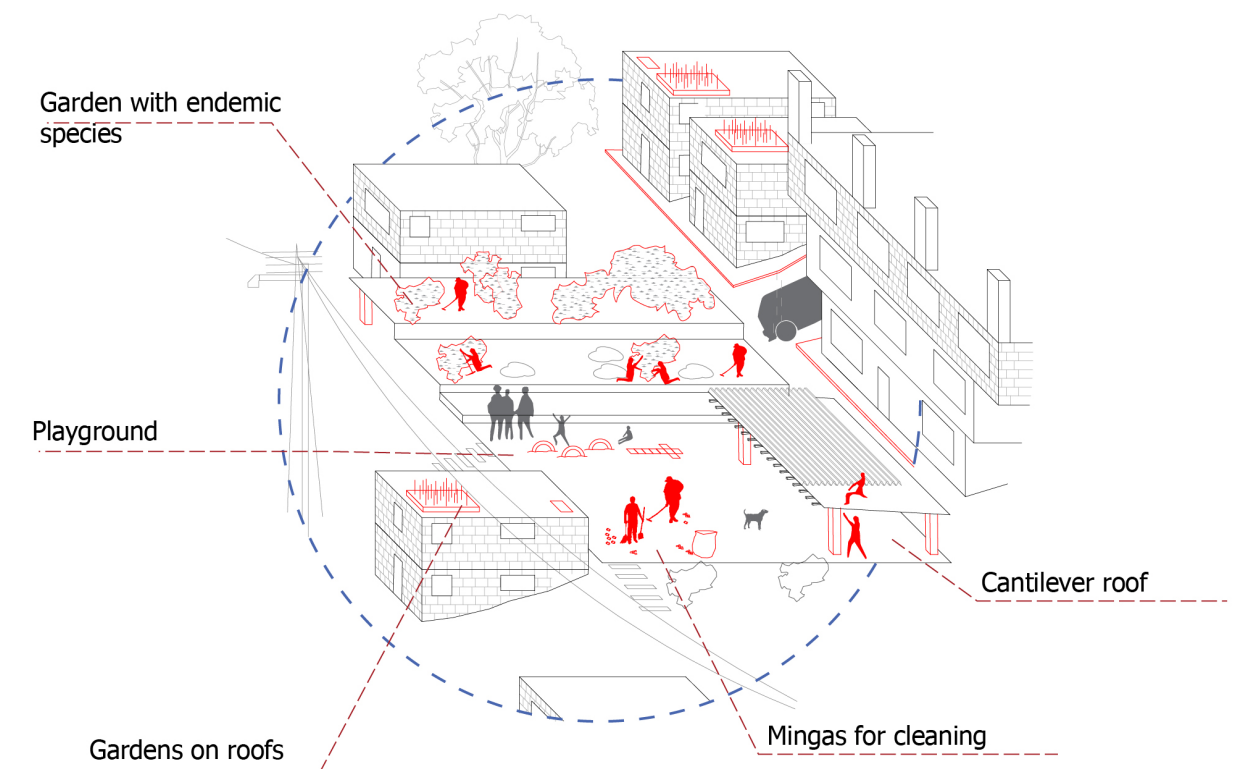 Garden with endemic
species
Playground
Cantilever roof
Mingas for cleaning
Gardens on roofs